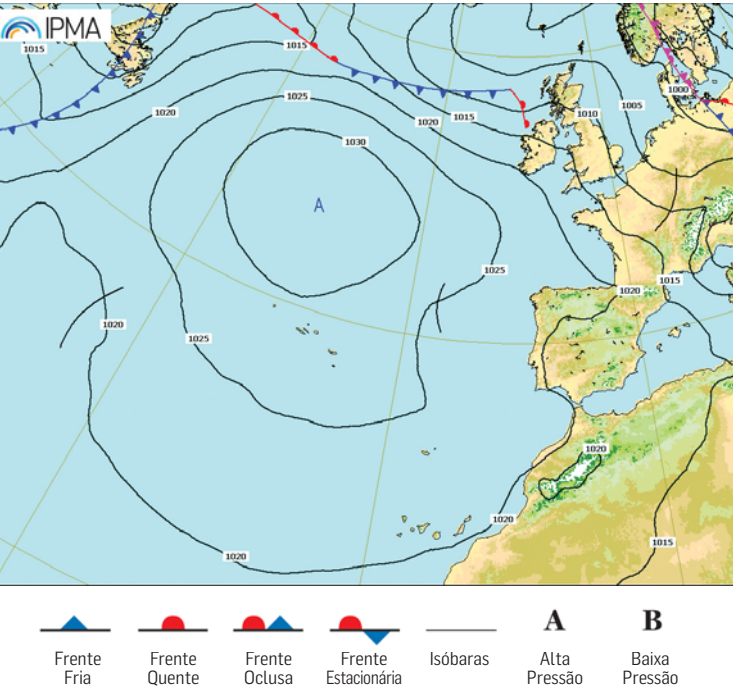 IPMA
1015
1015
1020
1025
1020
1015
1010
1005
1000
1030
A
1025
1020
1025
1020
1015
1020
1020
1020
1015
A
B
Frente
Fria
Frente
Quente
Frente
Oclusa
Frente
Estacionária
Isóbaras
Alta
Pressão
Baixa
Pressão